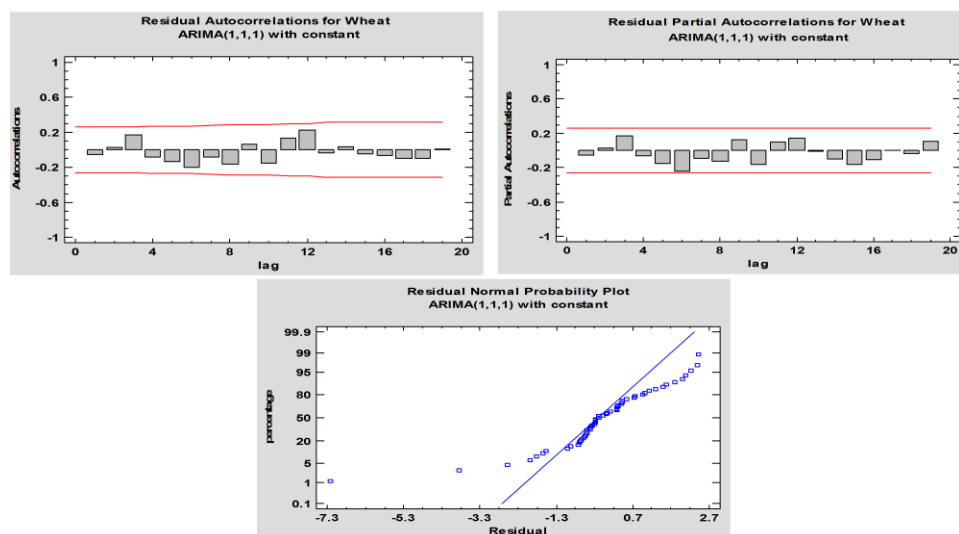 Residual Autocorrelations for Wheat
ARIMA(1,1,1) with constant
Autocorrelations
1
0.6
0.2
-0.2
-0.6
-1
0 4 8 12 16 20
lag
Residual Partial Autocorrelations for Wheat
ARIMA(1,1,1) with constant
Partial Autocorrelations
1
0.6
0.2
-0.2
-0.6
-1
0 4 8 12 16 20
lag
Residual Normal Probability Plot
ARIMA(1,1,1) with constant
percentage
99.9
99
95
80
50
20
5
1
0.1
-7.3 -5.3 -3.3 -1.3 0.7 2.7
Residual